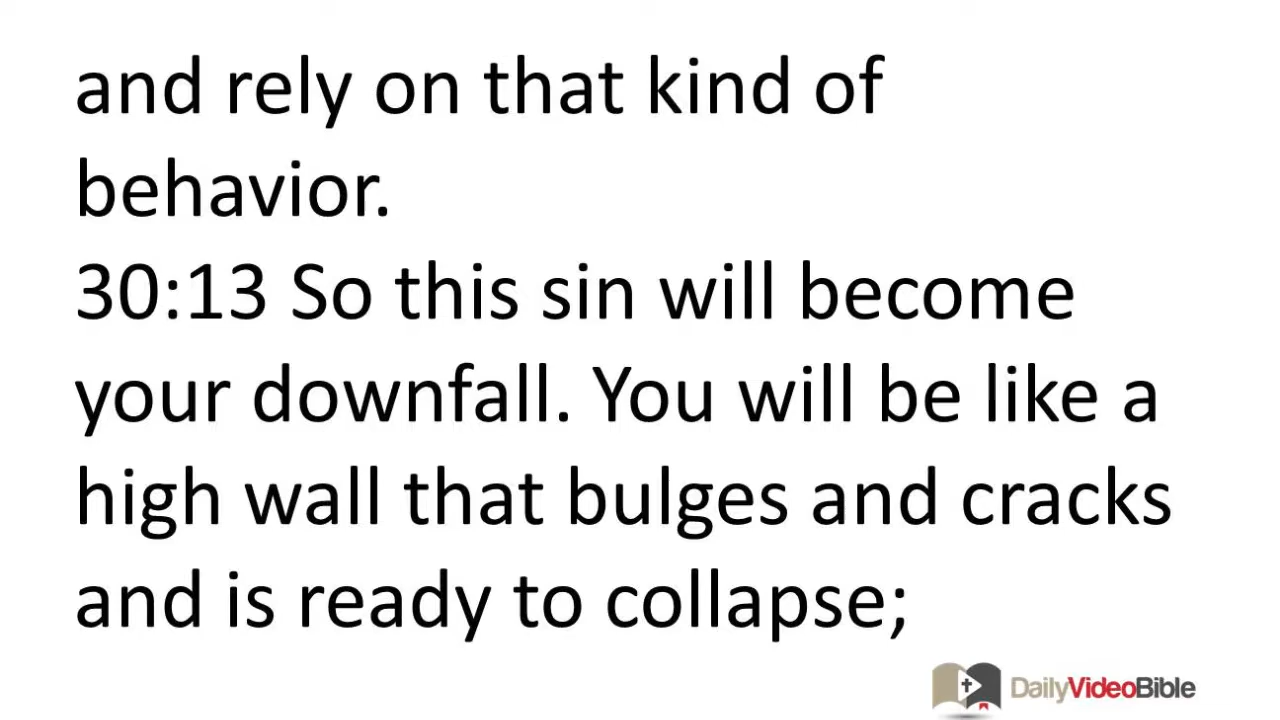 and rely on that kind of
behavior.
30:13 So this sin will become
your downfall. You will be like a
high wall that bulges and cracks
and is ready to collapse;
DailyVideoBible